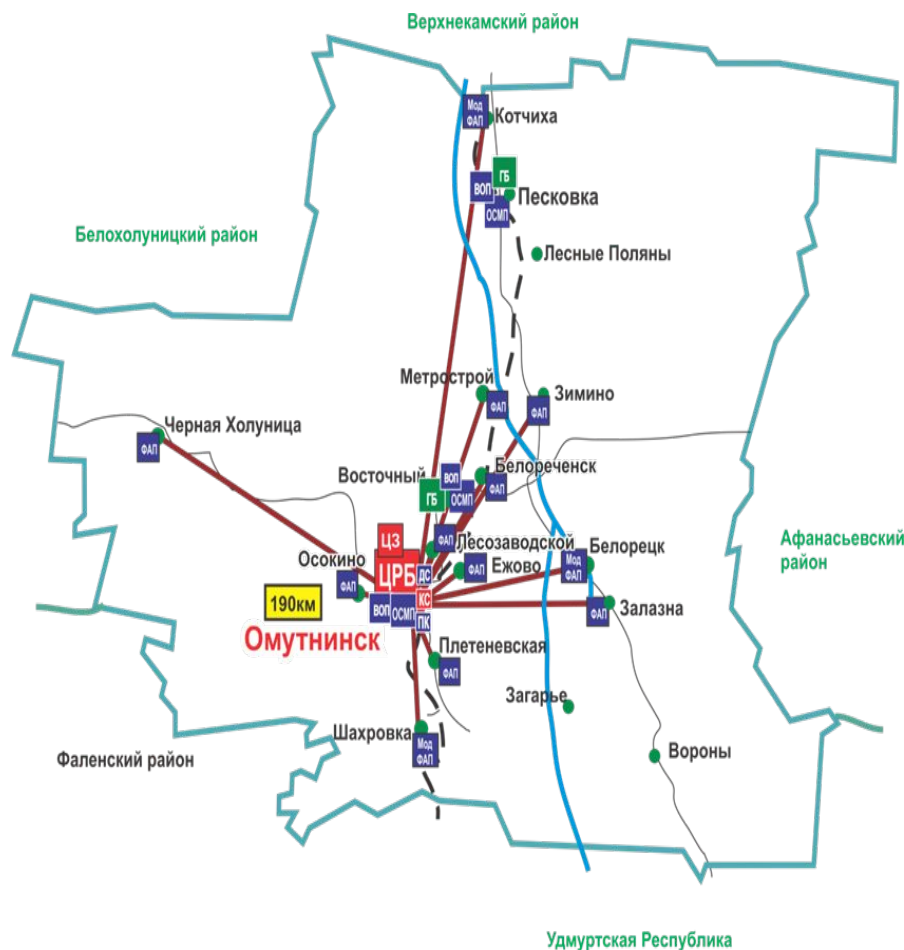 Верхнекамский район
Мод
ФАП
Котчиха
ГБ
ВОП
Песковка
ОСМП
Белохолуницкий район
Лесные Поляны
Метрострой
ФАП
Зимино
ФАП
Черная Холуница
ФАП
Восточный
ВОП
Белореченск
ГБ
ОСМП
ФАП
ФАП
Лесозаводской
ЦЗ
Афанасьевский
район
Осокино
ФАП
ЦРБ
ДС
Ежово
ФАП
Мод
ФАП
Белорецк
190км
ВОП
ОСМП
КС
ПК
ФАП
Залазна
Омутнинск
Плетеневская
ФАП
Загарье
Шахровка
Мод
ФАП
Вороны
Фаленский район
Удмуртская Республика